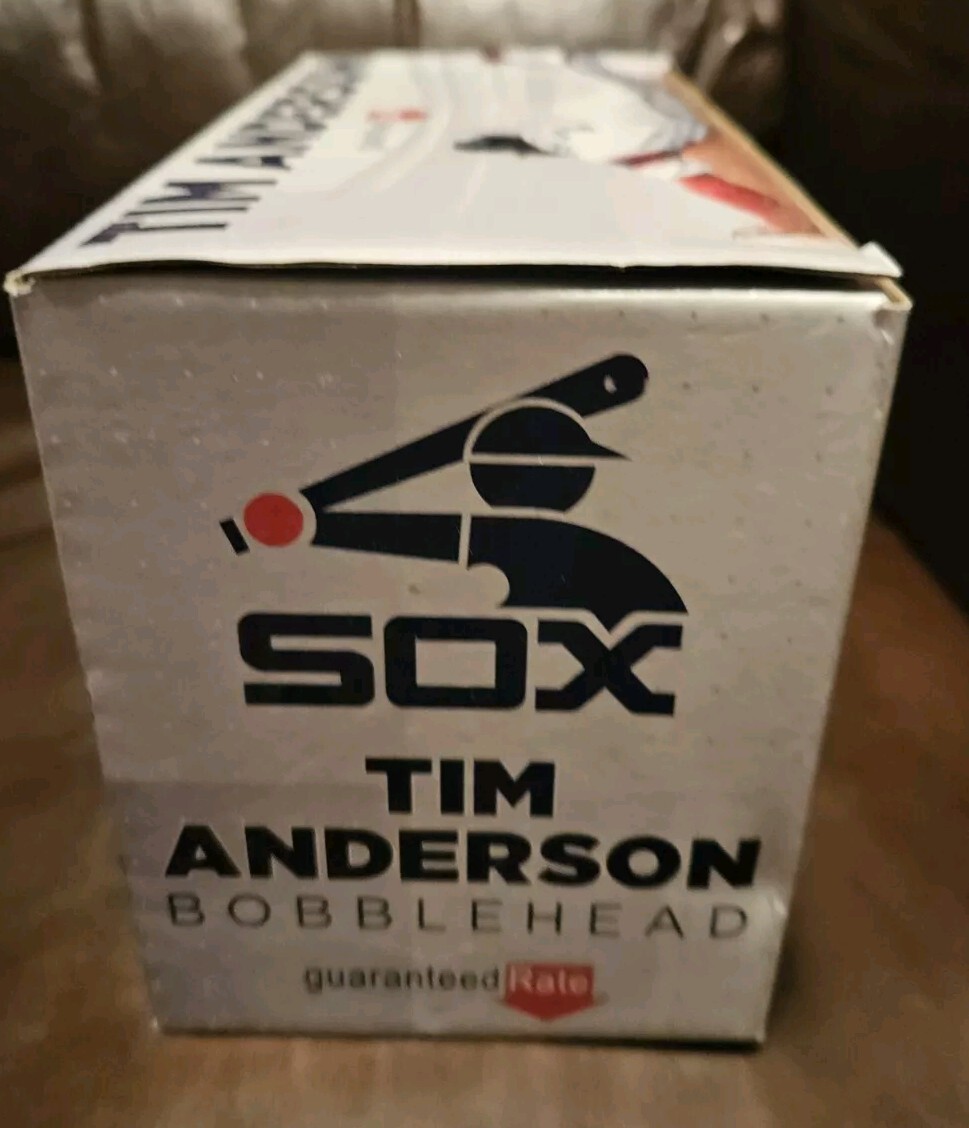 TIM ANDERSON
SOX
TIM
ANDERSON
BOBBLEHEAD
guaranteed Rate